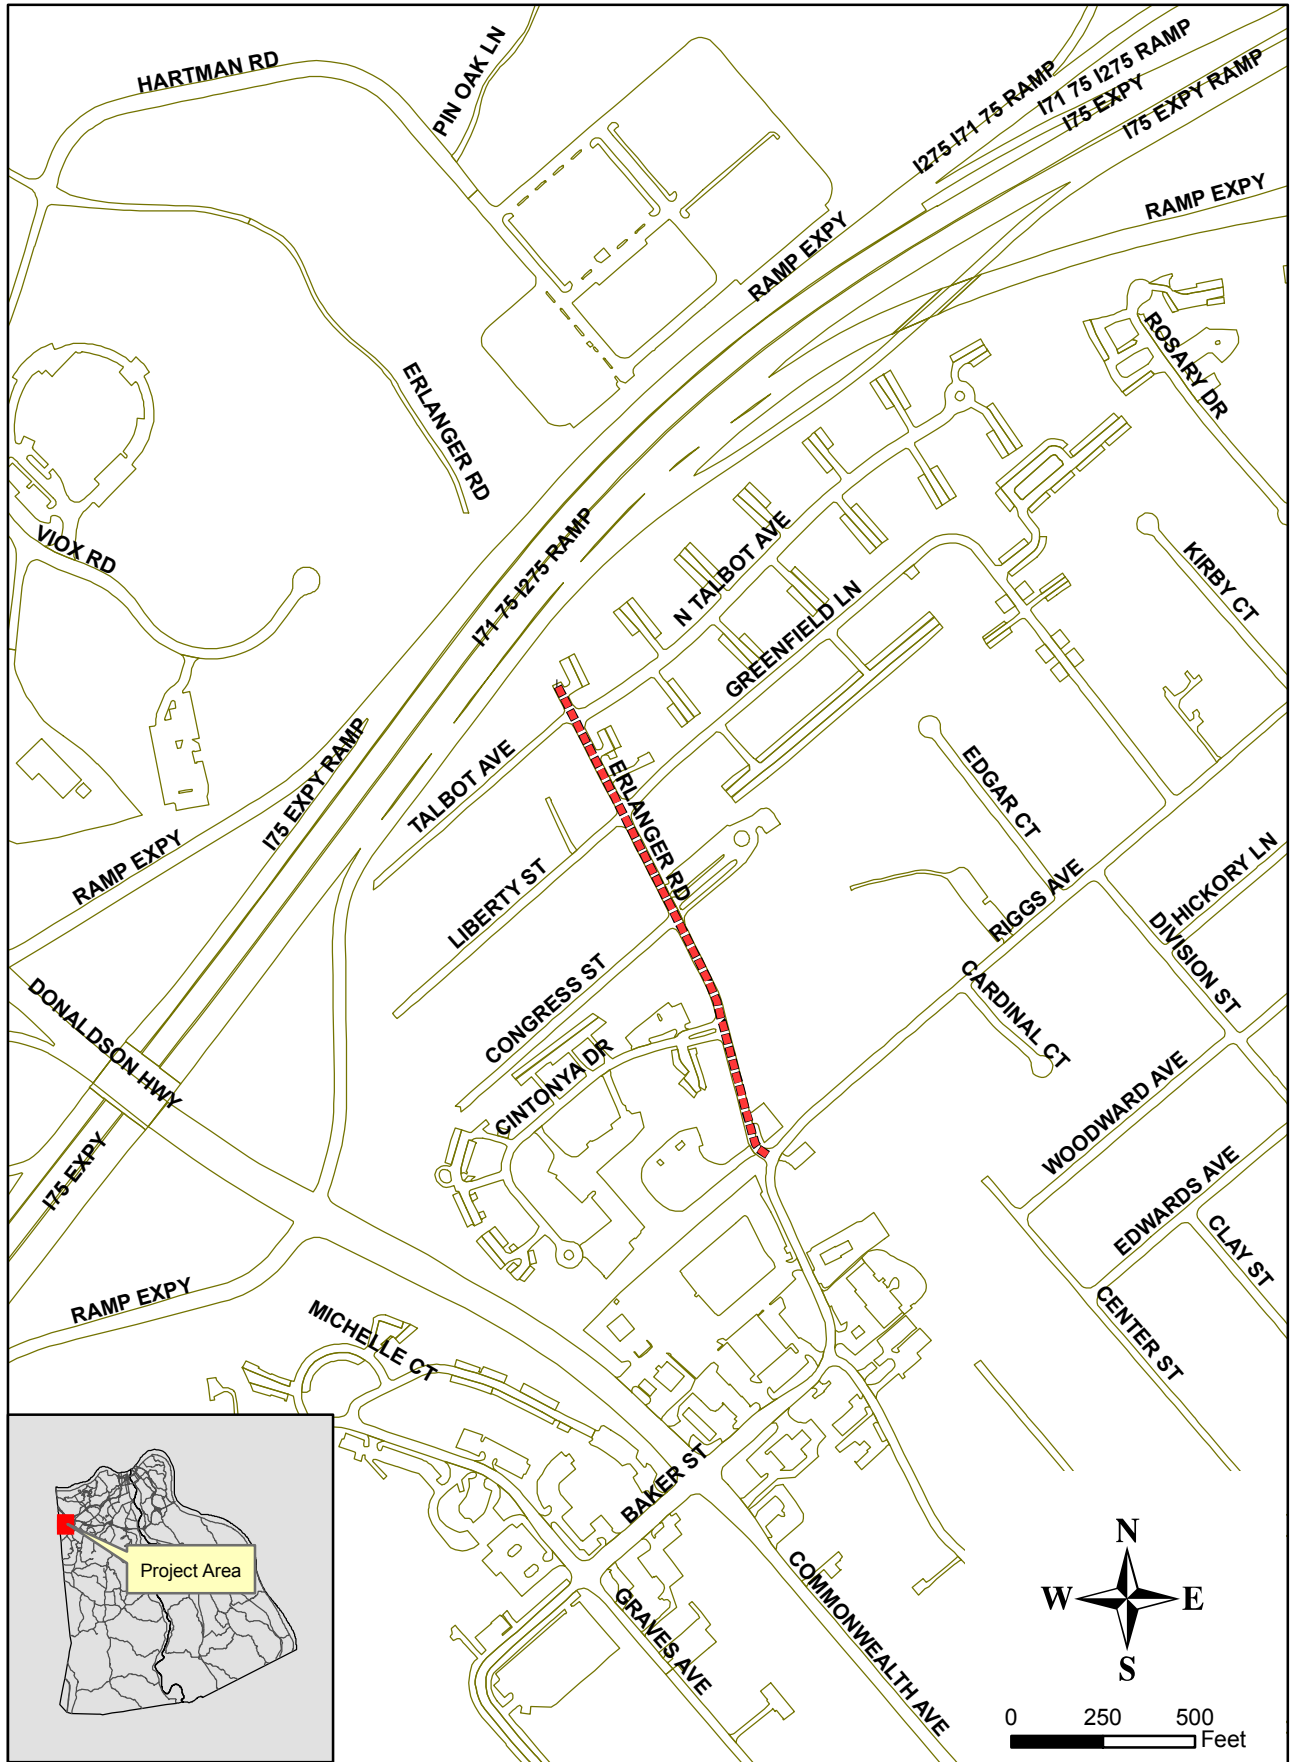 HARTMAN RD
PIN OAK LN
I275 I71 75 RAMP
I71 75 I275 RAMP
I75 EXPY
I75 EXPY RAMP
RAMP EXPY
RAMP EXPY
ROSARY DR
ERLANGER RD
VIOX RD
I71 75 I275 RAMP
N TALBOT AVE
GREENFIELD LN
KIRBY CT
TALBOT AVE
I75 EXPY RAMP
RAMP EXPY
ERLANGER RD
EDGAR CT
LIBERTY ST
RIGGS AVE
HICKORY LN
DIVISION ST
CONGRESS ST
CARDINAL CT
DONALDSON HWY
CINTONYA DR
WOODWARD AVE
I75 EXPY
EDWARDS AVE
CLAY ST
RAMP EXPY
MICHELLE CT
CENTER ST
BAKER ST
GRAVES AVE
COMMONWEALTH AVE
Project Area
N
W
E
S
0 250 500
Feet